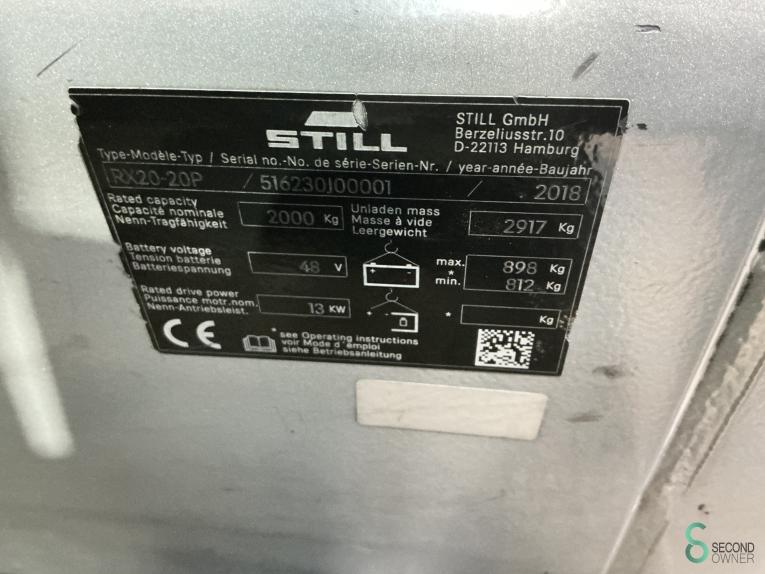 STILL
STILL GmbH
Berzeliusstr.10
D-22113 Hamburg
Type-Modèle-Typ / Serial no.-No. de série-Serien-Nr. / year-année-Baujahr
RX20-20P / 516230J00001 / 2018
Rated capacity
Capacité nominale
Nenn-Tragfähigkeit
2000 Kg
Unladen mass
Masse à vide
Leergewicht
2917 Kg
Battery voltage
Tension batterie
Batteriespannung
48 V
+ -
max. 898 Kg
*
min. 812 Kg
Rated drive power
Puissance motr.nom.
Nenn-Antriebsleist.
13 KW
+ -
* Kg
CE
* see Operating instructions
voir Mode d'emploi
siehe Betriebsanleitung
SECOND
OWNER